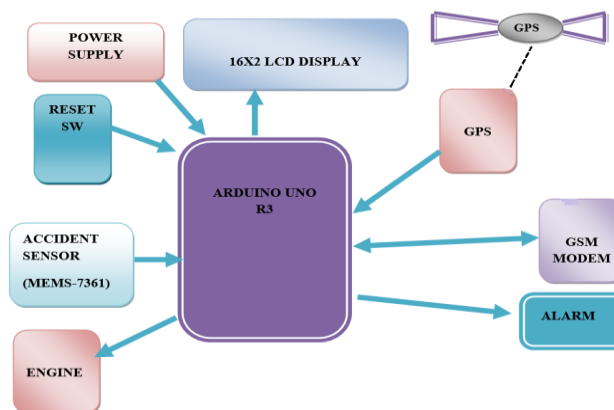 POWER
SUPPLY
16X2 LCD DISPLAY
GPS
RESET
SW
GPS
ARDUINO UNO
R3
ACCIDENT
SENSOR
(MEMS-7361)
GSM
MODEM
ALARM
ENGINE